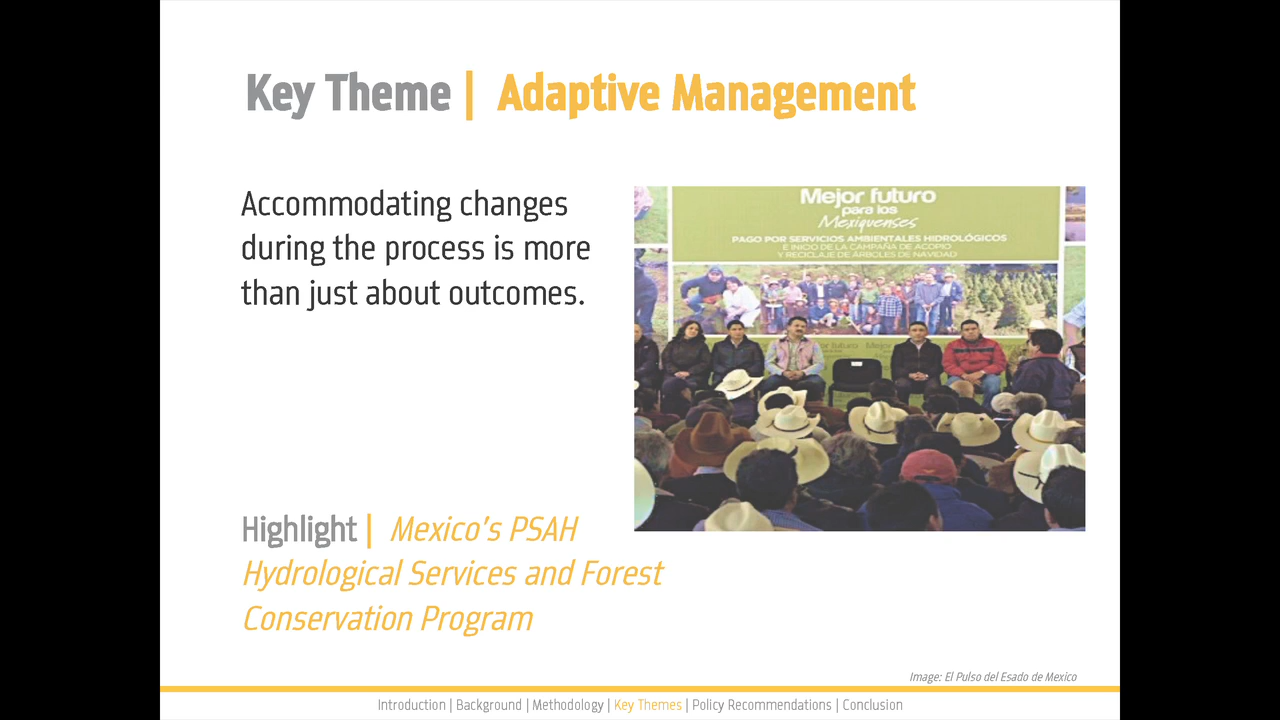 Key Theme | Adaptive Management
Accommodating changes
during the process is more
than just about outcomes.
Mejor futuro
para los
Mexiquenses
PAGO POR SERVICIOS AMBIENTALES HIDROLÓGICOS
E INICIO DE LA CAMPAÑA DE ACOPIO
Y RECICLAJE DE ÁRBOLES DE NAVIDAD
Highlight | Mexico's PSAH
Hydrological Services and Forest
Conservation Program
Image: El Pulso del Esado de Mexico
Introduction | Background | Methodology | Key Themes | Policy Recommendations | Conclusion